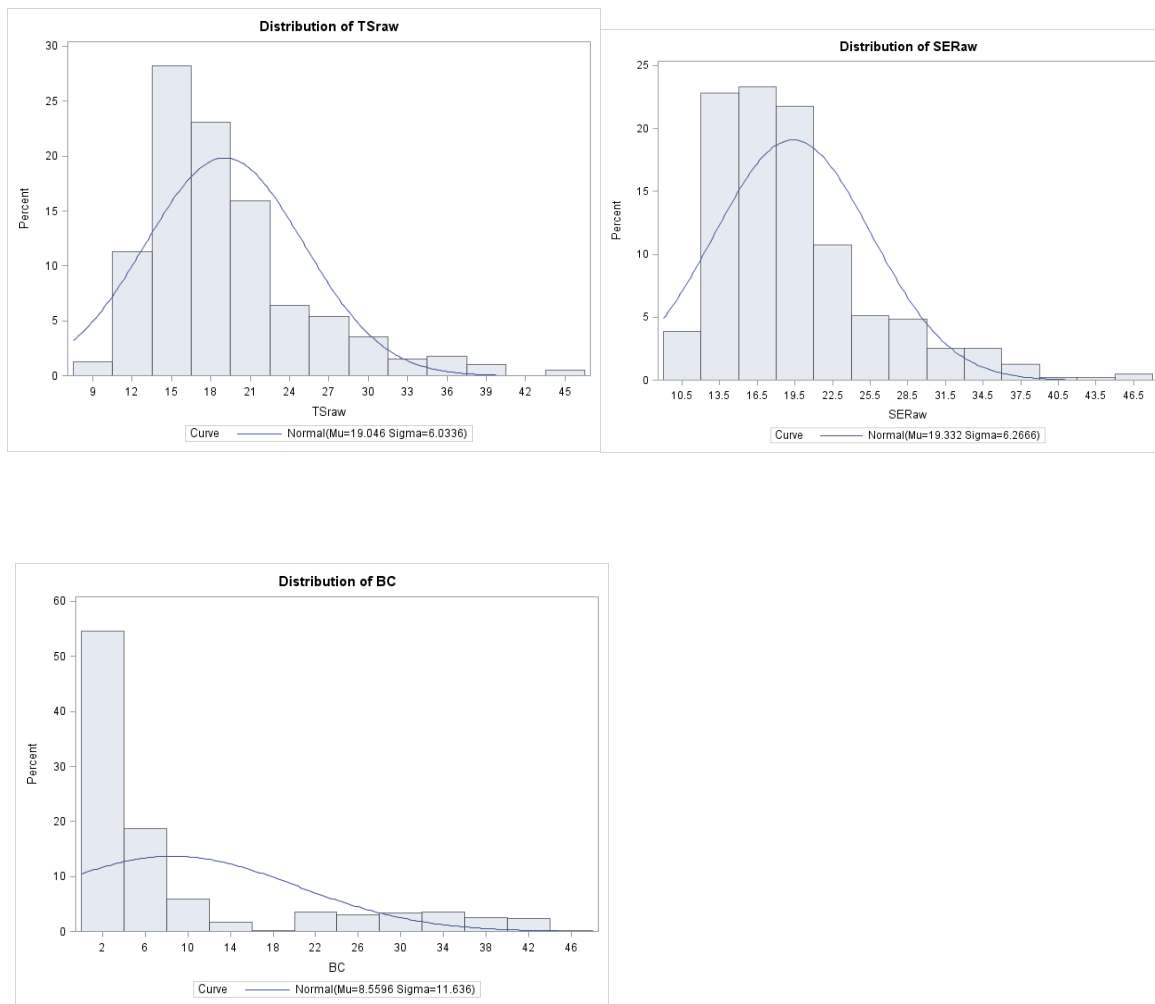 Distribution of TSraw
30
25
20
15
10
5
0
Percent
9 12 15 18 21 24 27 30 33 36 39 42 45
TSraw
Curve Normal(Mu=19.046 Sigma=6.0336)
Distribution of SERaw
25
20
15
10
5
0
Percent
10.5 13.5 16.5 19.5 22.5 25.5 28.5 31.5 34.5 37.5 40.5 43.5 46.5
SERaw
Curve Normal(Mu=19.332 Sigma=6.2666)
Distribution of BC
60
50
40
30
20
10
0
Percent
2 6 10 14 18 22 26 30 34 38 42 46
BC
Curve Normal(Mu=8.5596 Sigma=11.636)